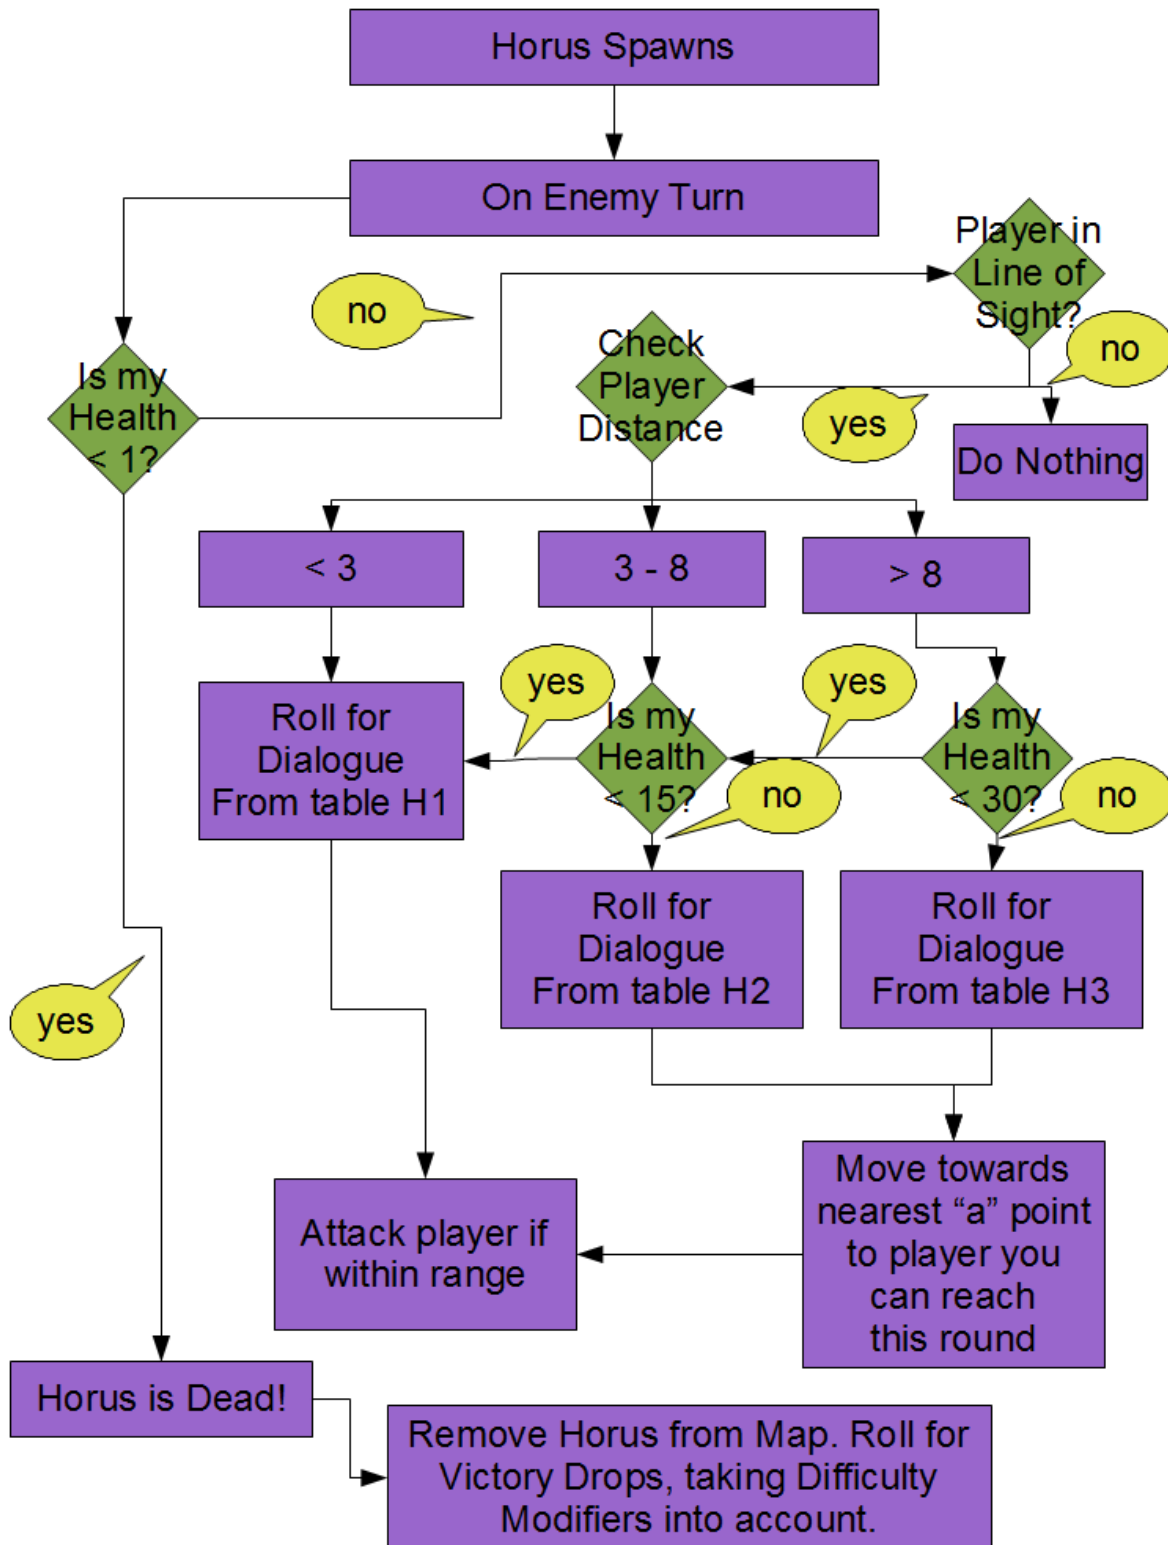 Horus Spawns
On Enemy Turn
Player in
Line of
Sight?
no
no
Check
Player
Distance
Is my
Health
< 1?
yes
Do Nothing
< 3
3 - 8
> 8
yes
yes
Roll for
Dialogue
From table H1
Is my
Health
< 15?
Is my
Health
< 30?
no
no
Roll for
Dialogue
From table H2
Roll for
Dialogue
From table H3
yes
Attack player if
within range
Move towards
nearest “a” point
to player you
can reach
this round
Horus is Dead!
Remove Horus from Map. Roll for
Victory Drops, taking Difficulty
Modifiers into account.